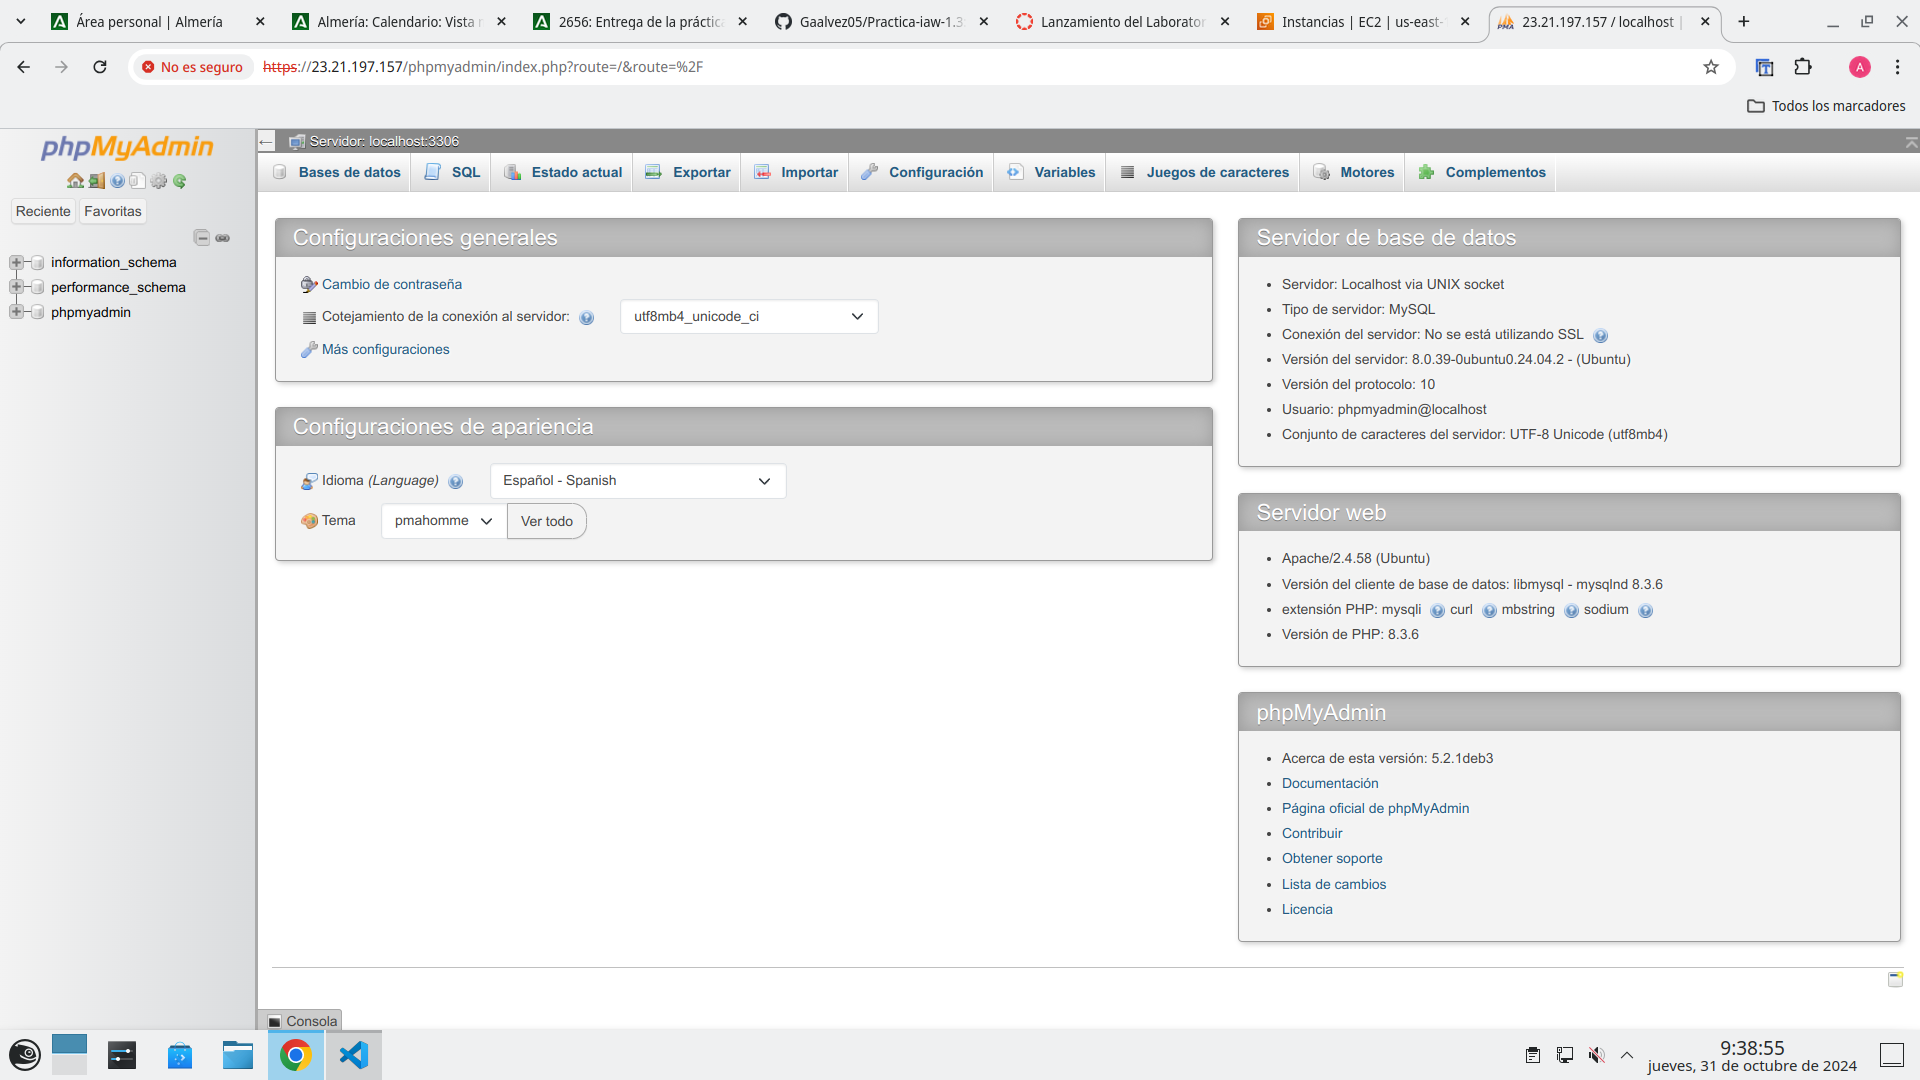 Área personal | Almería
Almería: Calendario: Vista
2656: Entrega de la práctica
Gaalvez05/Practica-iaw-1.3
Lanzamiento del Laborator
Instancias | EC2 | us-east-
23.21.197.157 / localhost |
No es seguro
https://23.21.197.157/phpmyadmin/index.php?route=/&route=%2F
A
Todos los marcadores
phpMyAdmin
Reciente
Favoritas
information_schema
performance_schema
phpmyadmin
Servidor: localhost:3306
Bases de datos
SQL
Estado actual
Exportar
Importar
Configuración
Variables
Juegos de caracteres
Motores
Complementos
Configuraciones generales
Cambio de contraseña
Cotejamiento de la conexión al servidor:
utf8mb4_unicode_ci
Más configuraciones
Configuraciones de apariencia
Idioma (Language)
Español - Spanish
Tema
pmahomme
Ver todo
Servidor de base de datos
Servidor: Localhost via UNIX socket
Tipo de servidor: MySQL
Conexión del servidor: No se está utilizando SSL
Versión del servidor: 8.0.39-0ubuntu0.24.04.2 - (Ubuntu)
Versión del protocolo: 10
Usuario: phpmyadmin@localhost
Conjunto de caracteres del servidor: UTF-8 Unicode (utf8mb4)
Servidor web
Apache/2.4.58 (Ubuntu)
Versión del cliente de base de datos: libmysql - mysqlnd 8.3.6
extensión PHP: mysqli curl mbstring sodium
Versión de PHP: 8.3.6
phpMyAdmin
Acerca de esta versión: 5.2.1deb3
Documentación
Página oficial de phpMyAdmin
Contribuir
Obtener soporte
Lista de cambios
Licencia
Consola
9:38:55
jueves, 31 de octubre de 2024